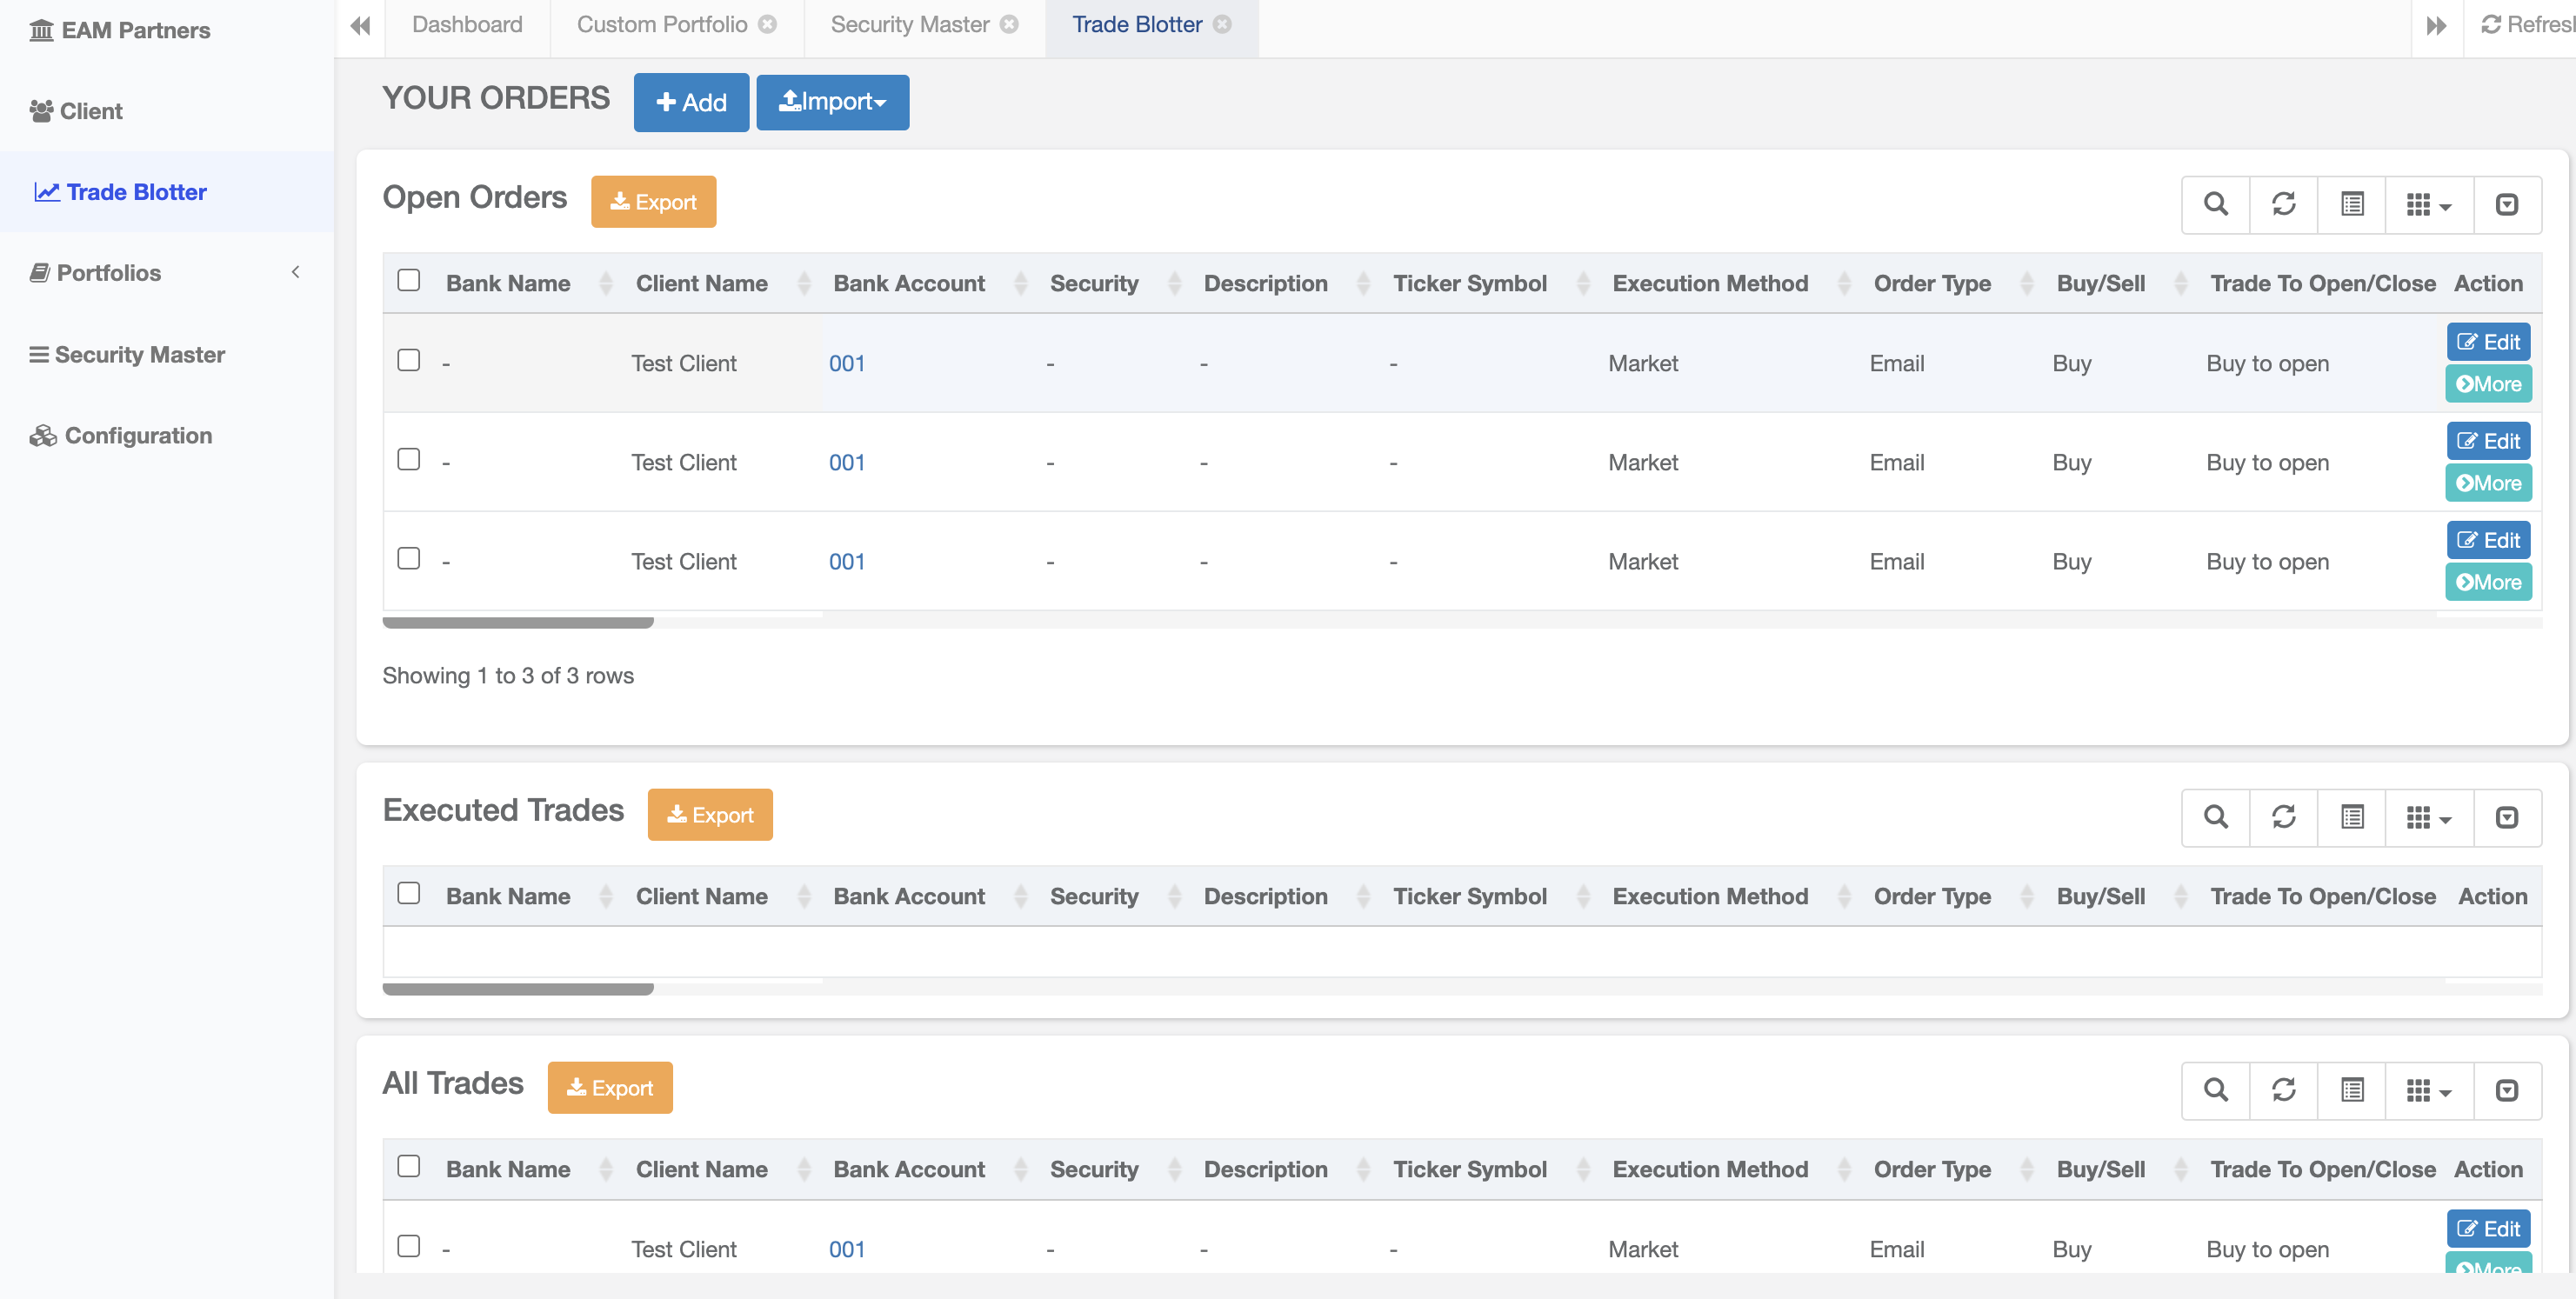 EAM Partners
Client
Trade Blotter
Portfolios
Security Master
Configuration
Dashboard Custom Portfolio Security Master Trade Blotter
YOUR ORDERS Add Import
Open Orders Export
Bank Name Client Name Bank Account Security Description Ticker Symbol Execution Method Order Type Buy/Sell Trade To Open/Close Action
- Test Client 001 - - - Market Email Buy Buy to open Edit
More
- Test Client 001 - - - Market Email Buy Buy to open Edit
More
- Test Client 001 - - - Market Email Buy Buy to open Edit
More
Showing 1 to 3 of 3 rows
Executed Trades Export
Bank Name Client Name Bank Account Security Description Ticker Symbol Execution Method Order Type Buy/Sell Trade To Open/Close Action
All Trades Export
Bank Name Client Name Bank Account Security Description Ticker Symbol Execution Method Order Type Buy/Sell Trade To Open/Close Action
- Test Client 001 - - - Market Email Buy Buy to open Edit
More